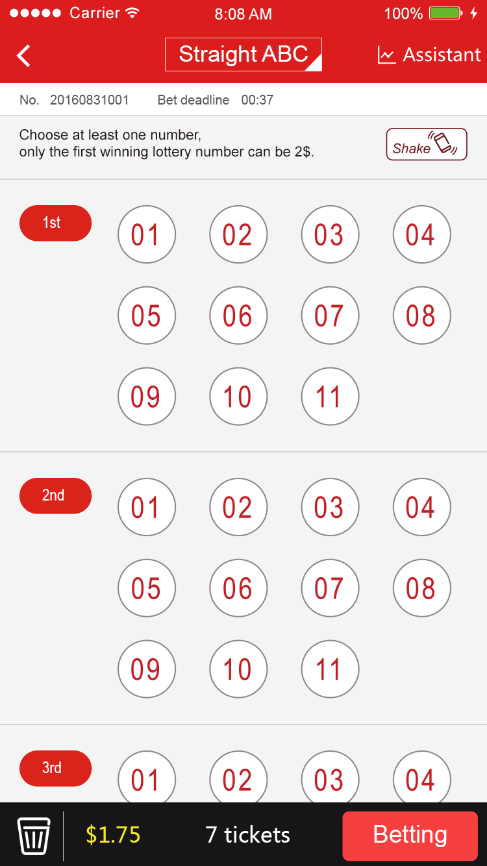 Carrier 8:08 AM 100%
Straight ABC Assistant
No. 20160831001 Bet deadline 00:37
Choose at least one number,
only the first winning lottery number can be 2$.
Shake
1st 01 02 03 04
05 06 07 08
09 10 11
2nd 01 02 03 04
05 06 07 08
09 10 11
3rd 01 02 03 04
$1.75 7 tickets Betting